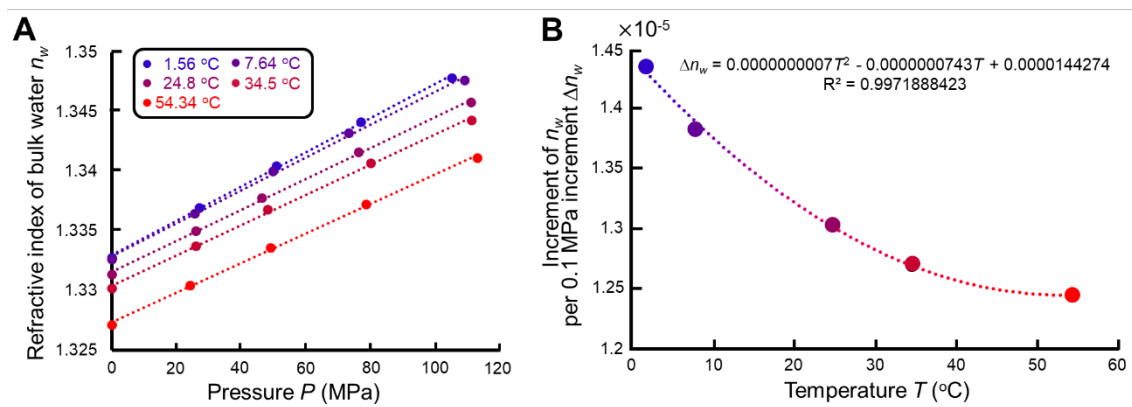 A
Refractive index of bulk water n_w
1.35
1.345
1.34
1.335
1.33
1.325
1.56 °C
7.64 °C
24.8 °C
34.5 °C
54.34 °C
0
20
40
60
80
100
120
Pressure P (MPa)
B
×10⁻⁵
Increment of n_w
per 0.1 MPa increment Δn_w
1.45
1.4
1.35
1.3
1.25
1.2
Δn_w = 0.00000000077T² - 0.0000000743T + 0.0000144274
R² = 0.9971888423
0
10
20
30
40
50
60
Temperature T (°C)